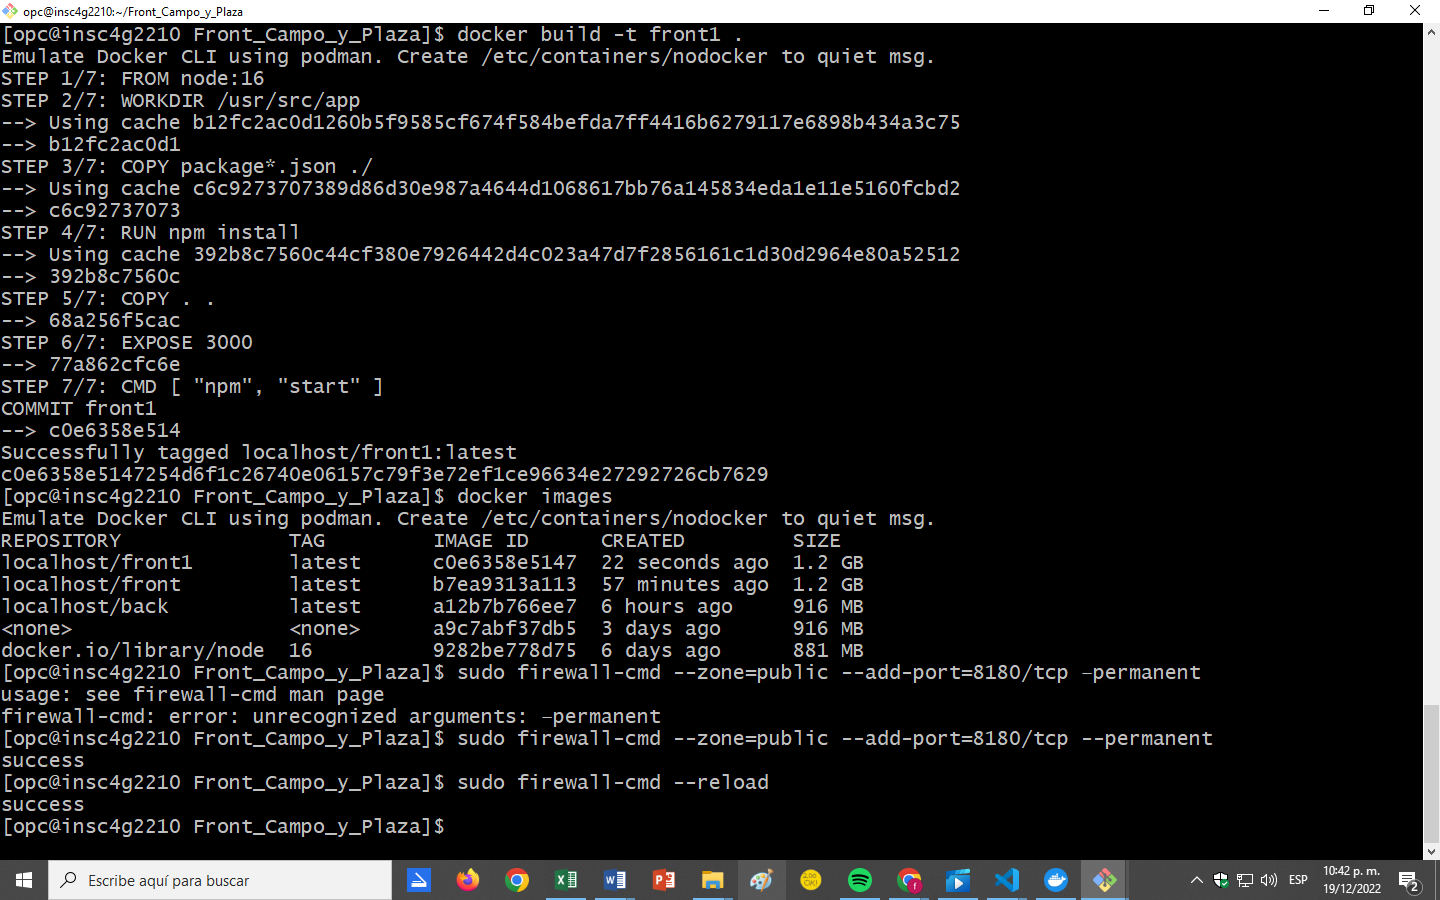 opc@insc4g2210:~/Front_Campo_y_Plaza
[opc@insc4g2210 Front_Campo_y_Plaza]$ docker build -t front1 .
Emulate Docker CLI using podman. Create /etc/containers/nodocker to quiet msg.
STEP 1/7: FROM node:16
STEP 2/7: WORKDIR /usr/src/app
--> Using cache b12fc2ac0d1260b5f9585cf674f584befda7ff4416b6279117e6898b434a3c75
--> b12fc2ac0d1
STEP 3/7: COPY package*.json ./
--> Using cache c6c9273707389d86d30e987a4644d1068617bb76a145834eda1e11e5160fcbd2
--> c6c92737073
STEP 4/7: RUN npm install
--> Using cache 392b8c7560c44cf380e7926442d4c023a47d7f2856161c1d30d2964e80a52512
--> 392b8c7560c
STEP 5/7: COPY . .
--> 68a256f5cac
STEP 6/7: EXPOSE 3000
--> 77a862cfc6e
STEP 7/7: CMD [ "npm", "start" ]
COMMIT front1
--> c0e6358e514
Successfully tagged localhost/front1:latest
c0e6358e5147254d6f1c26740e06157c79f3e72ef1ce96634e27292726cb7629
[opc@insc4g2210 Front_Campo_y_Plaza]$ docker images
Emulate Docker CLI using podman. Create /etc/containers/nodocker to quiet msg.
REPOSITORY TAG IMAGE ID CREATED SIZE
localhost/front1 latest c0e6358e5147 22 seconds ago 1.2 GB
localhost/front latest b7ea9313a113 57 minutes ago 1.2 GB
localhost/back latest a12b7b766ee7 6 hours ago 916 MB
<none> <none> a9c7abf37db5 3 days ago 916 MB
docker.io/library/node 16 9282be778d75 6 days ago 881 MB
[opc@insc4g2210 Front_Campo_y_Plaza]$ sudo firewall-cmd --zone=public --add-port=8180/tcp –permanent
usage: see firewall-cmd man page
firewall-cmd: error: unrecognized arguments: –permanent
[opc@insc4g2210 Front_Campo_y_Plaza]$ sudo firewall-cmd --zone=public --add-port=8180/tcp --permanent
success
[opc@insc4g2210 Front_Campo_y_Plaza]$ sudo firewall-cmd --reload
success
[opc@insc4g2210 Front_Campo_y_Plaza]$
Escribe aquí para buscar
ESP
10:42 p. m.
19/12/2022
2